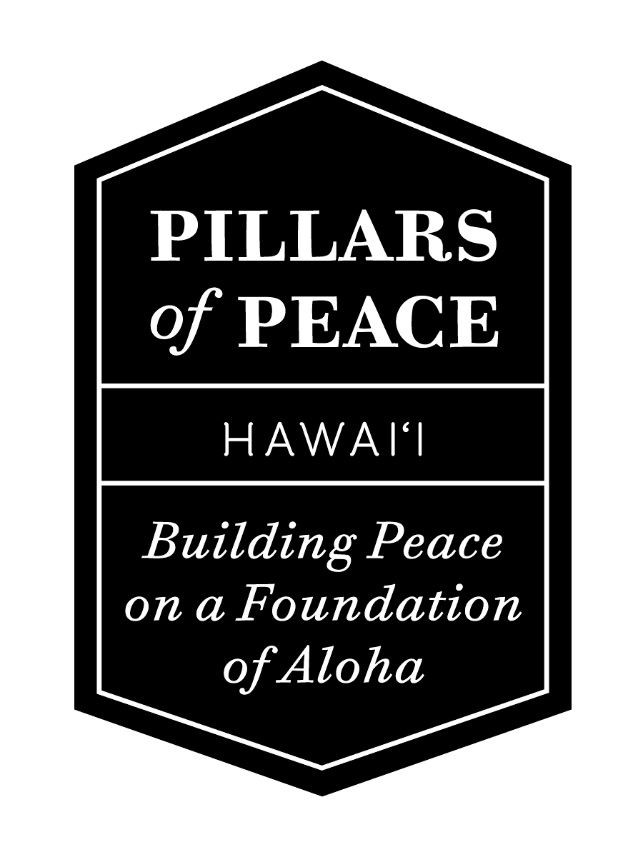 PILLARS
of PEACE
HAWAIʻI
Building Peace
on a Foundation
of Aloha